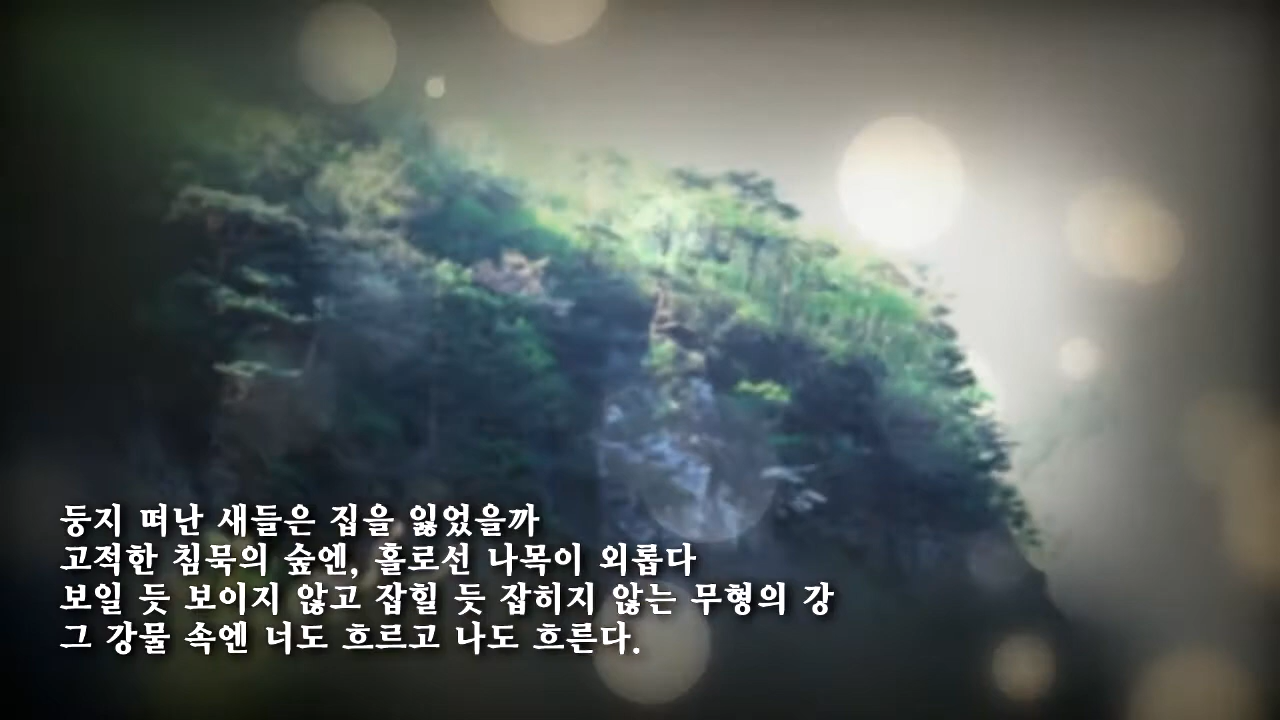 둥지 떠난 새들은 집을 잃었을까
고적한 침묵의 숲엔, 홀로선 나목이 외롭다
보일 듯 보이지 않고 잡힐 듯 잡히지 않는 무형의 강
그 강물 속엔 너도 흐르고 나도 흐른다.